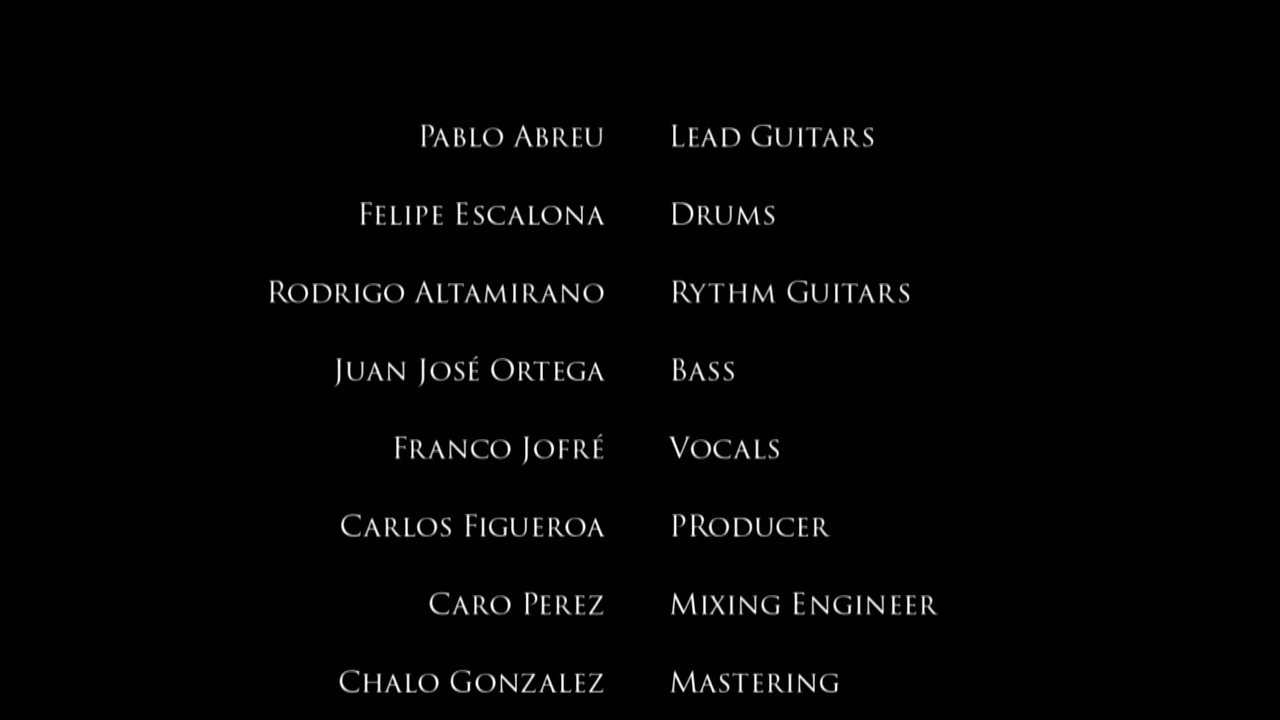 Pablo Abreu Lead Guitars
Felipe Escalona Drums
Rodrigo Altamirano Rythm Guitars
Juan José Ortega Bass
Franco Jofré Vocals
Carlos Figueroa PRoducer
Caro Perez Mixing Engineer
Chalo Gonzalez Mastering